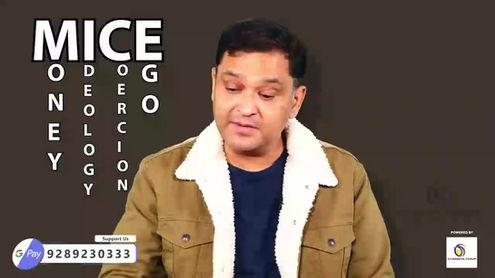 MICE
ONEY
DEOLOGY
OERCION
GO
Support Us
G Pay
9289230333
POWERED BY